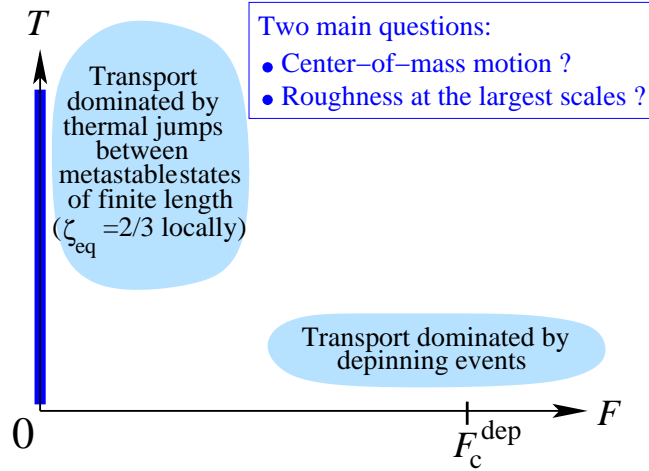 T
Two main questions:
• Center−of−mass motion ?
• Roughness at the largest scales ?
Transport
dominated by
thermal jumps
between
metastable states
of finite length
(ζeq =2/3 locally)
Transport dominated by
depinning events
0
Fc^dep
F